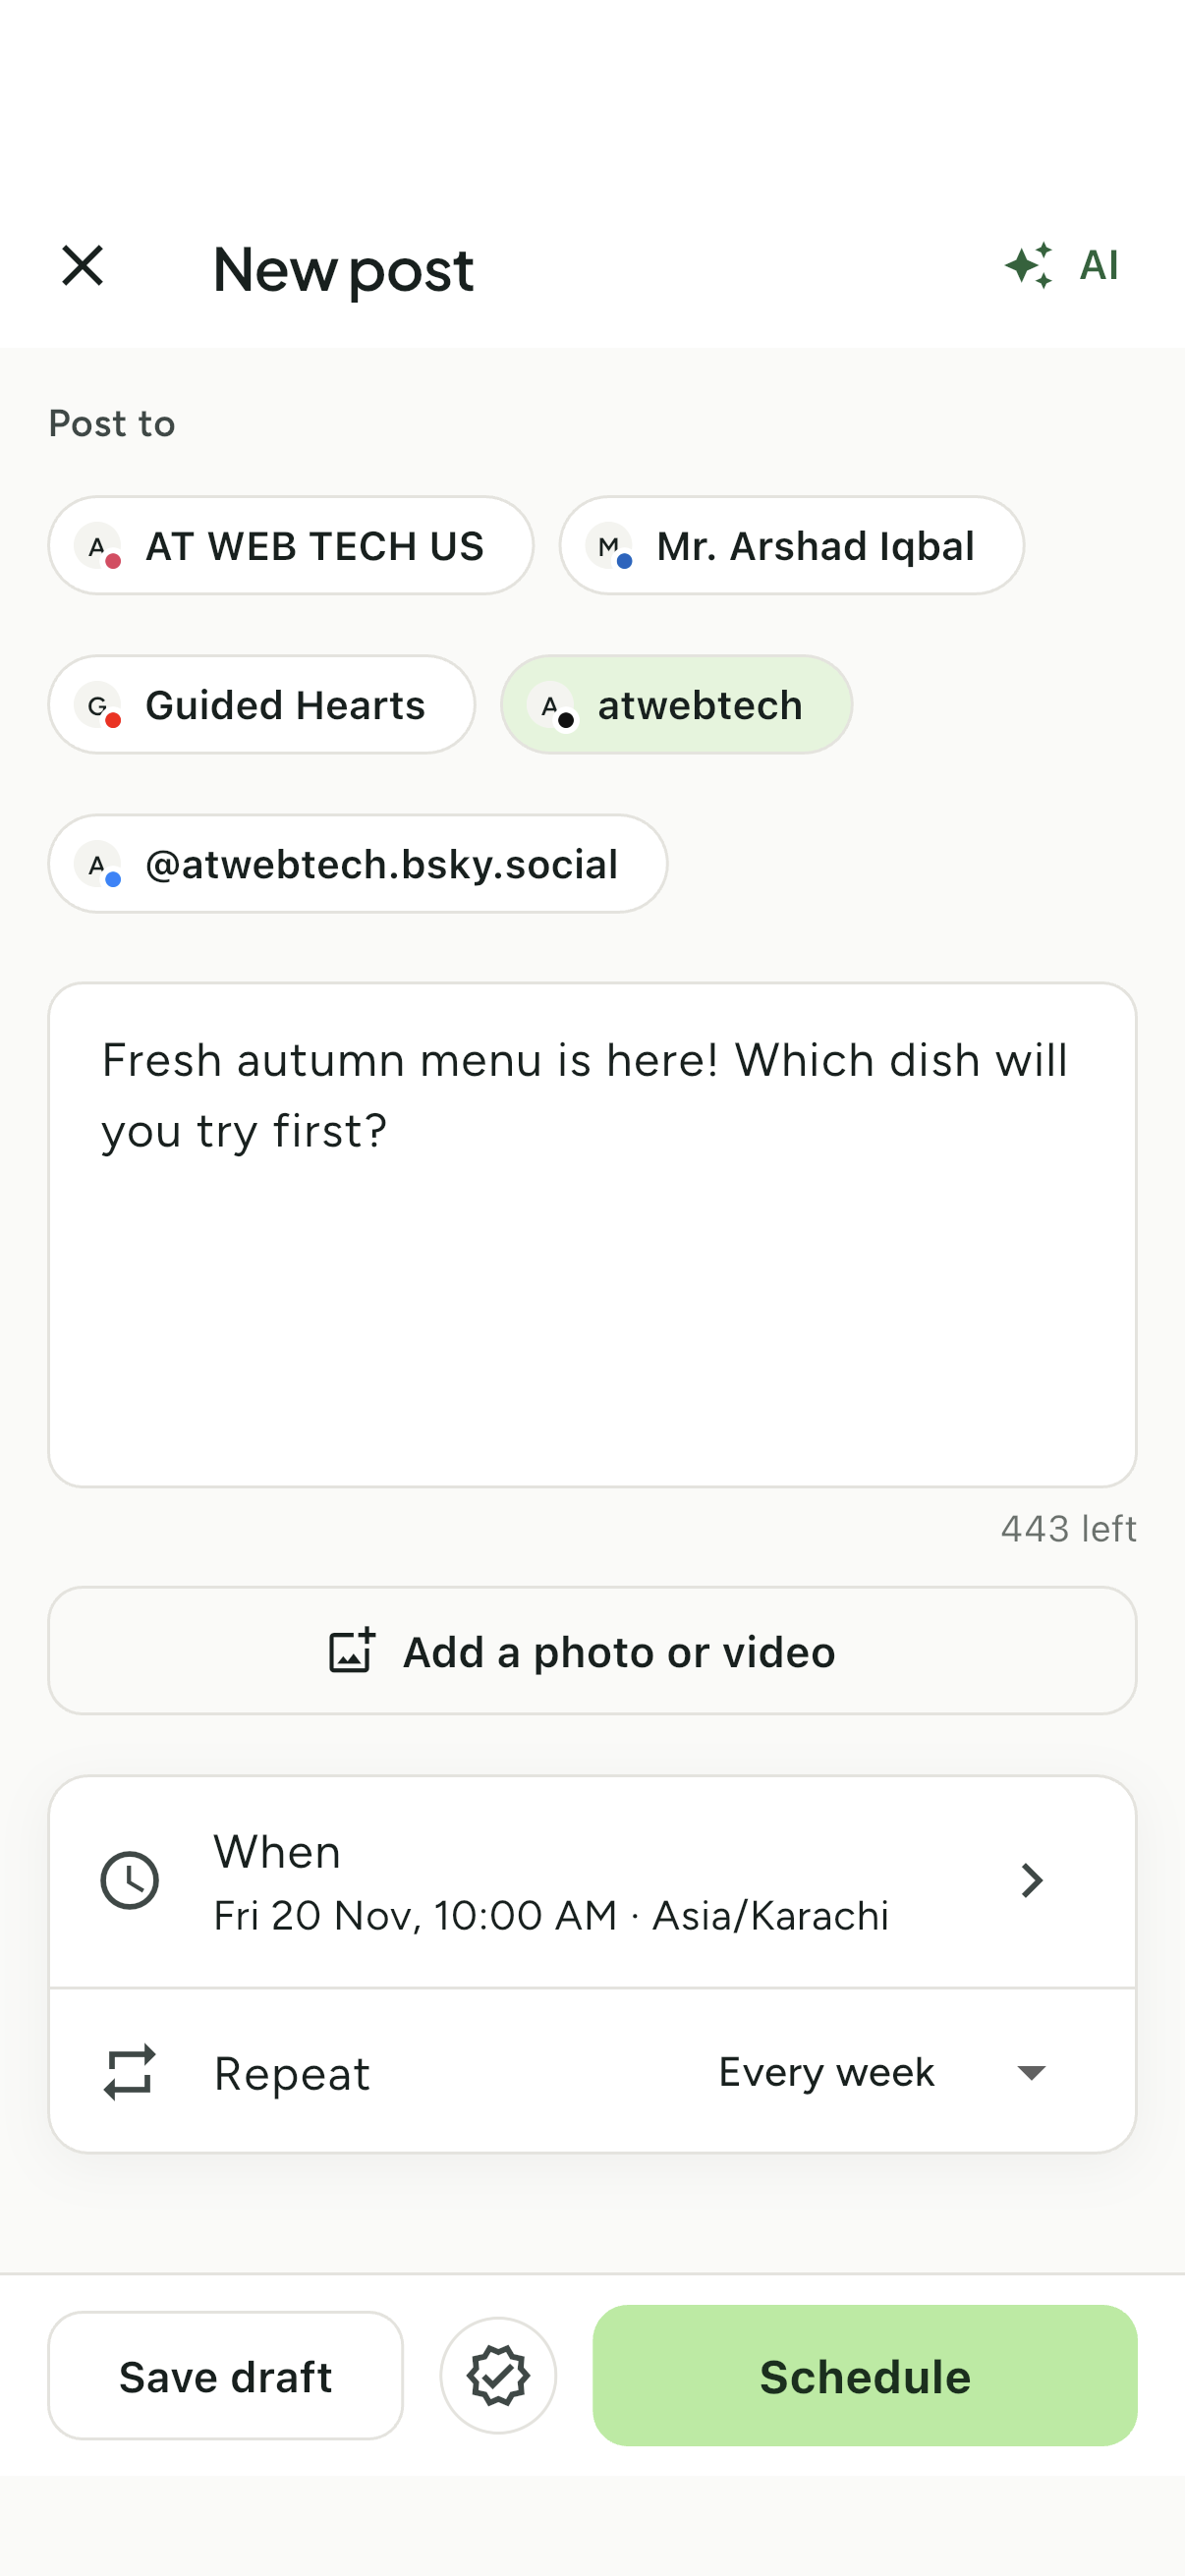 New post
AI
Post to
A AT WEB TECH US
M Mr. Arshad Iqbal
G Guided Hearts
A atwebtech
A @atwebtech.bsky.social
Fresh autumn menu is here! Which dish will
you try first?
443 left
Add a photo or video
When
Fri 20 Nov, 10:00 AM · Asia/Karachi
Repeat
Every week
Save draft
Schedule